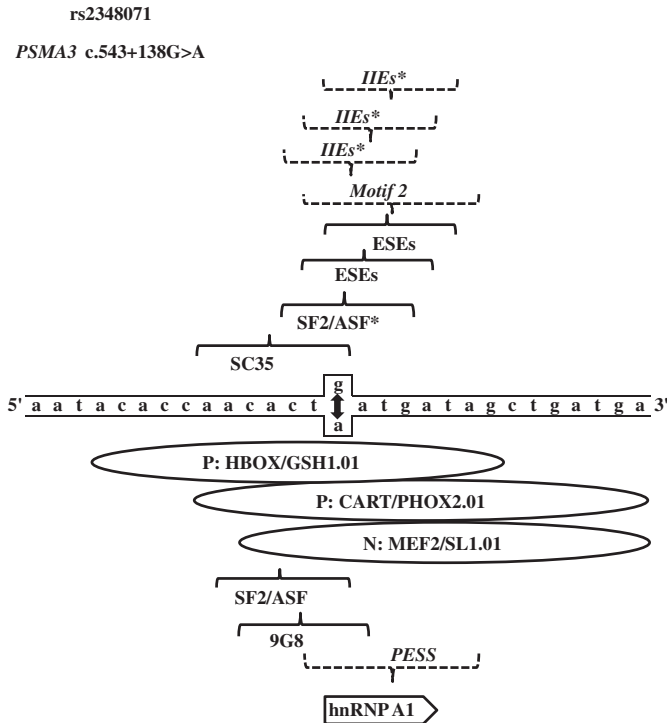 rs2348071
PSMA3 c.543+138G>A
IIEs*
IIEs*
IIEs*
Motif 2
ESEs
ESEs
SF2/ASF*
SC35
g
5' a a t a c a c c a a c a c t a t g a t a g c t g a t g a 3'
a
P: HBOX/GSH1.01
P: CART/PHOX2.01
N: MEF2/SL1.01
SF2/ASF
9G8
PESS
hnRNP A1